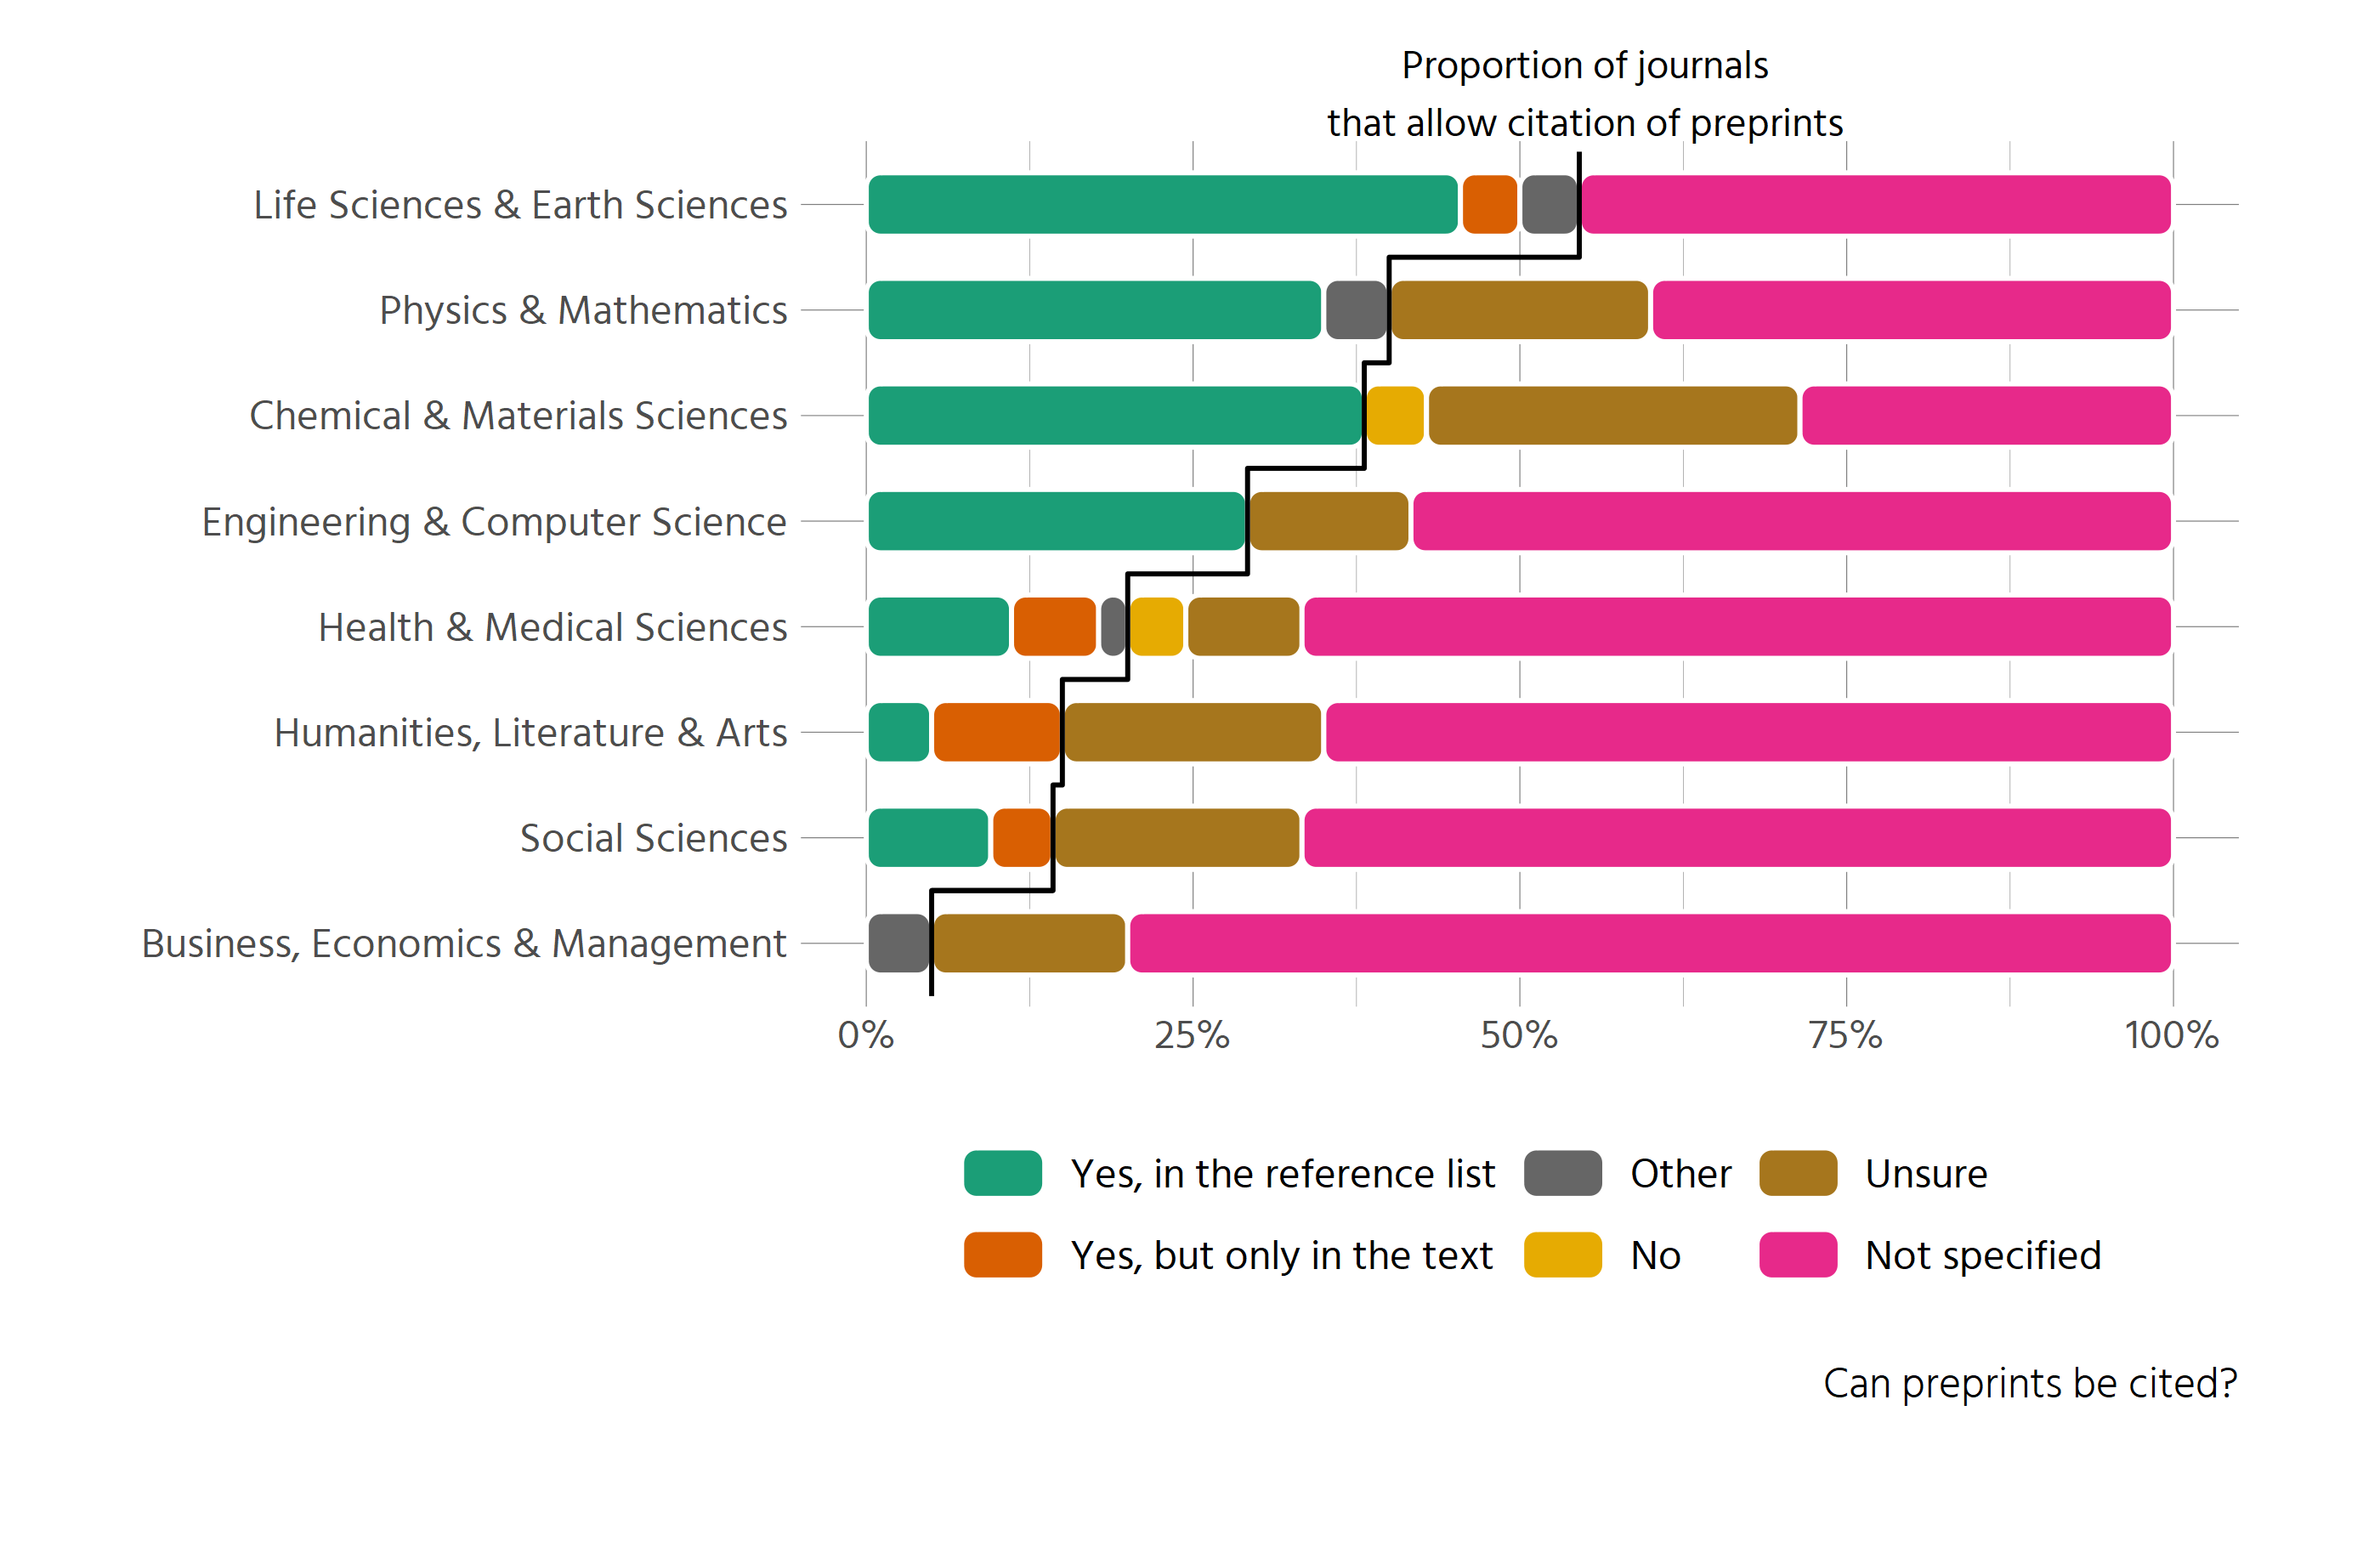 Proportion of journals
that allow citation of preprints
Life Sciences & Earth Sciences
Physics & Mathematics
Chemical & Materials Sciences
Engineering & Computer Science
Health & Medical Sciences
Humanities, Literature & Arts
Social Sciences
Business, Economics & Management
0% 25% 50% 75% 100%
Yes, in the reference list Other Unsure
Yes, but only in the text No Not specified
Can preprints be cited?